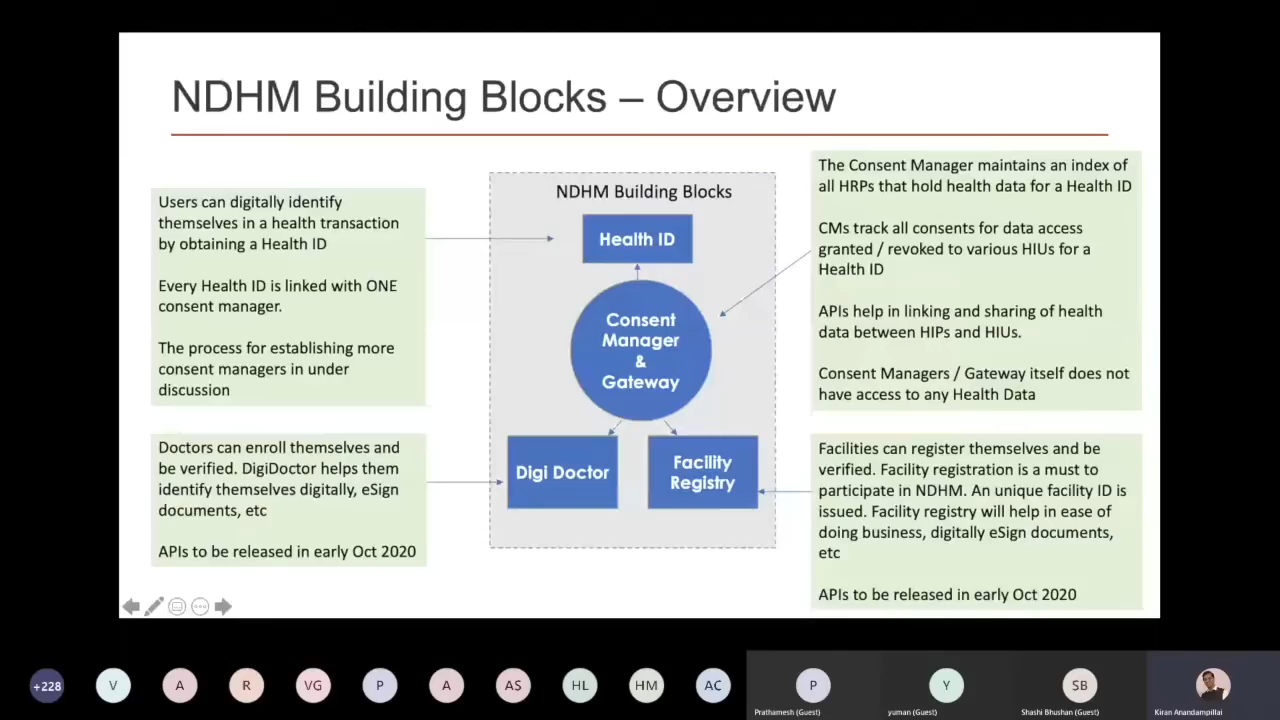 NDHM Building Blocks – Overview
Users can digitally identify
themselves in a health transaction
by obtaining a Health ID
Every Health ID is linked with ONE
consent manager.
The process for establishing more
consent managers in under
discussion
Doctors can enroll themselves and
be verified. DigiDoctor helps them
identify themselves digitally, eSign
documents, etc
APIs to be released in early Oct 2020
NDHM Building Blocks
Health ID
Consent
Manager
&
Gateway
Digi Doctor
Facility
Registry
The Consent Manager maintains an index of
all HRPs that hold health data for a Health ID
CMs track all consents for data access
granted / revoked to various HIUs for a
Health ID
APIs help in linking and sharing of health
data between HIPs and HIUs.
Consent Managers / Gateway itself does not
have access to any Health Data
Facilities can register themselves and be
verified. Facility registration is a must to
participate in NDHM. An unique facility ID is
issued. Facility registry will help in ease of
doing business, digitally eSign documents,
etc
APIs to be released in early Oct 2020
+228
V
A
R
VG
P
A
AS
HL
HM
AC
P
Prathamesh (Guest)
Y
yuman (Guest)
SB
Shashi Bhushan (Guest)
Kiran Anandampillai